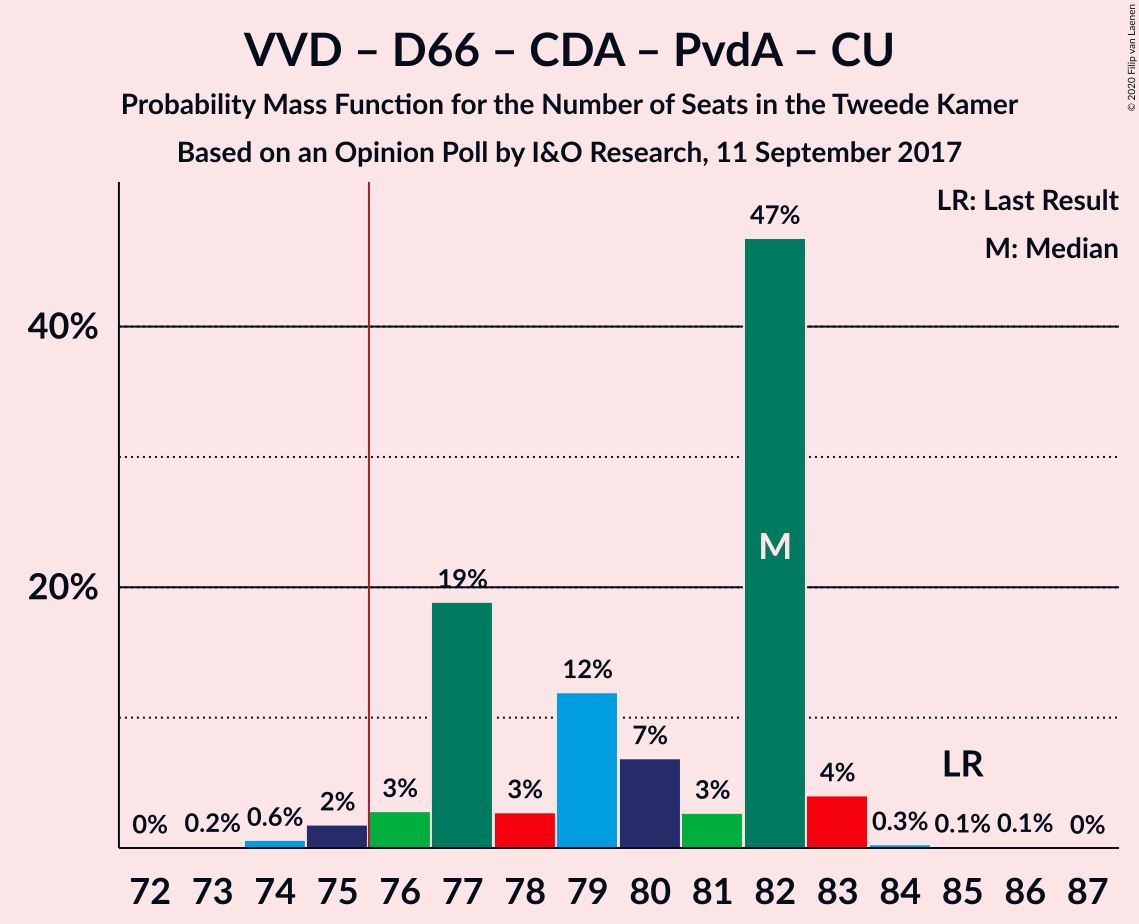 VVD – D66 – CDA – PvdA – CU
Probability Mass Function for the Number of Seats in the Tweede Kamer
Based on an Opinion Poll by I&O Research, 11 September 2017
© 2020 Filip van Laenen
LR: Last Result
M: Median
40%
20%
0% 0.2% 0.6% 2% 3% 19% 3% 12% 7% 3% 47% 4% 0.3% 0.1% 0.1% 0%
M
LR
72 73 74 75 76 77 78 79 80 81 82 83 84 85 86 87